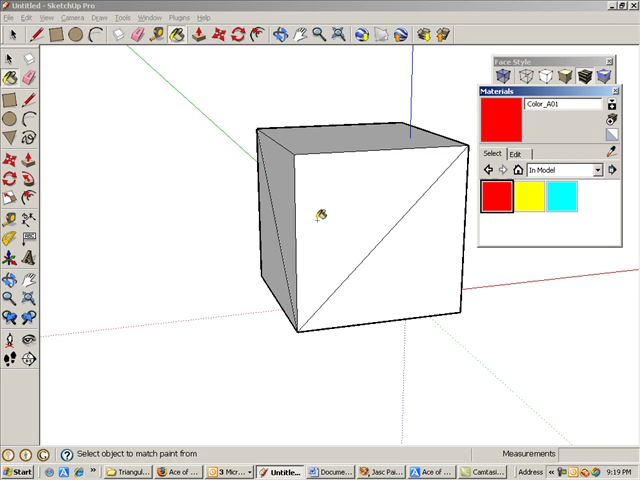 Untitled - SketchUp Pro
File Edit View Camera Draw Tools Window Plugins Help
Face Style
Materials
Color_A01
Select Edit
In Model
ABC
Select object to match paint from
Measurements
Start Triangul... Ace of ... 3 Micr... Untitle... Docume... Jasc Pai... Ace of ... Camtasi... Address 9:19 PM